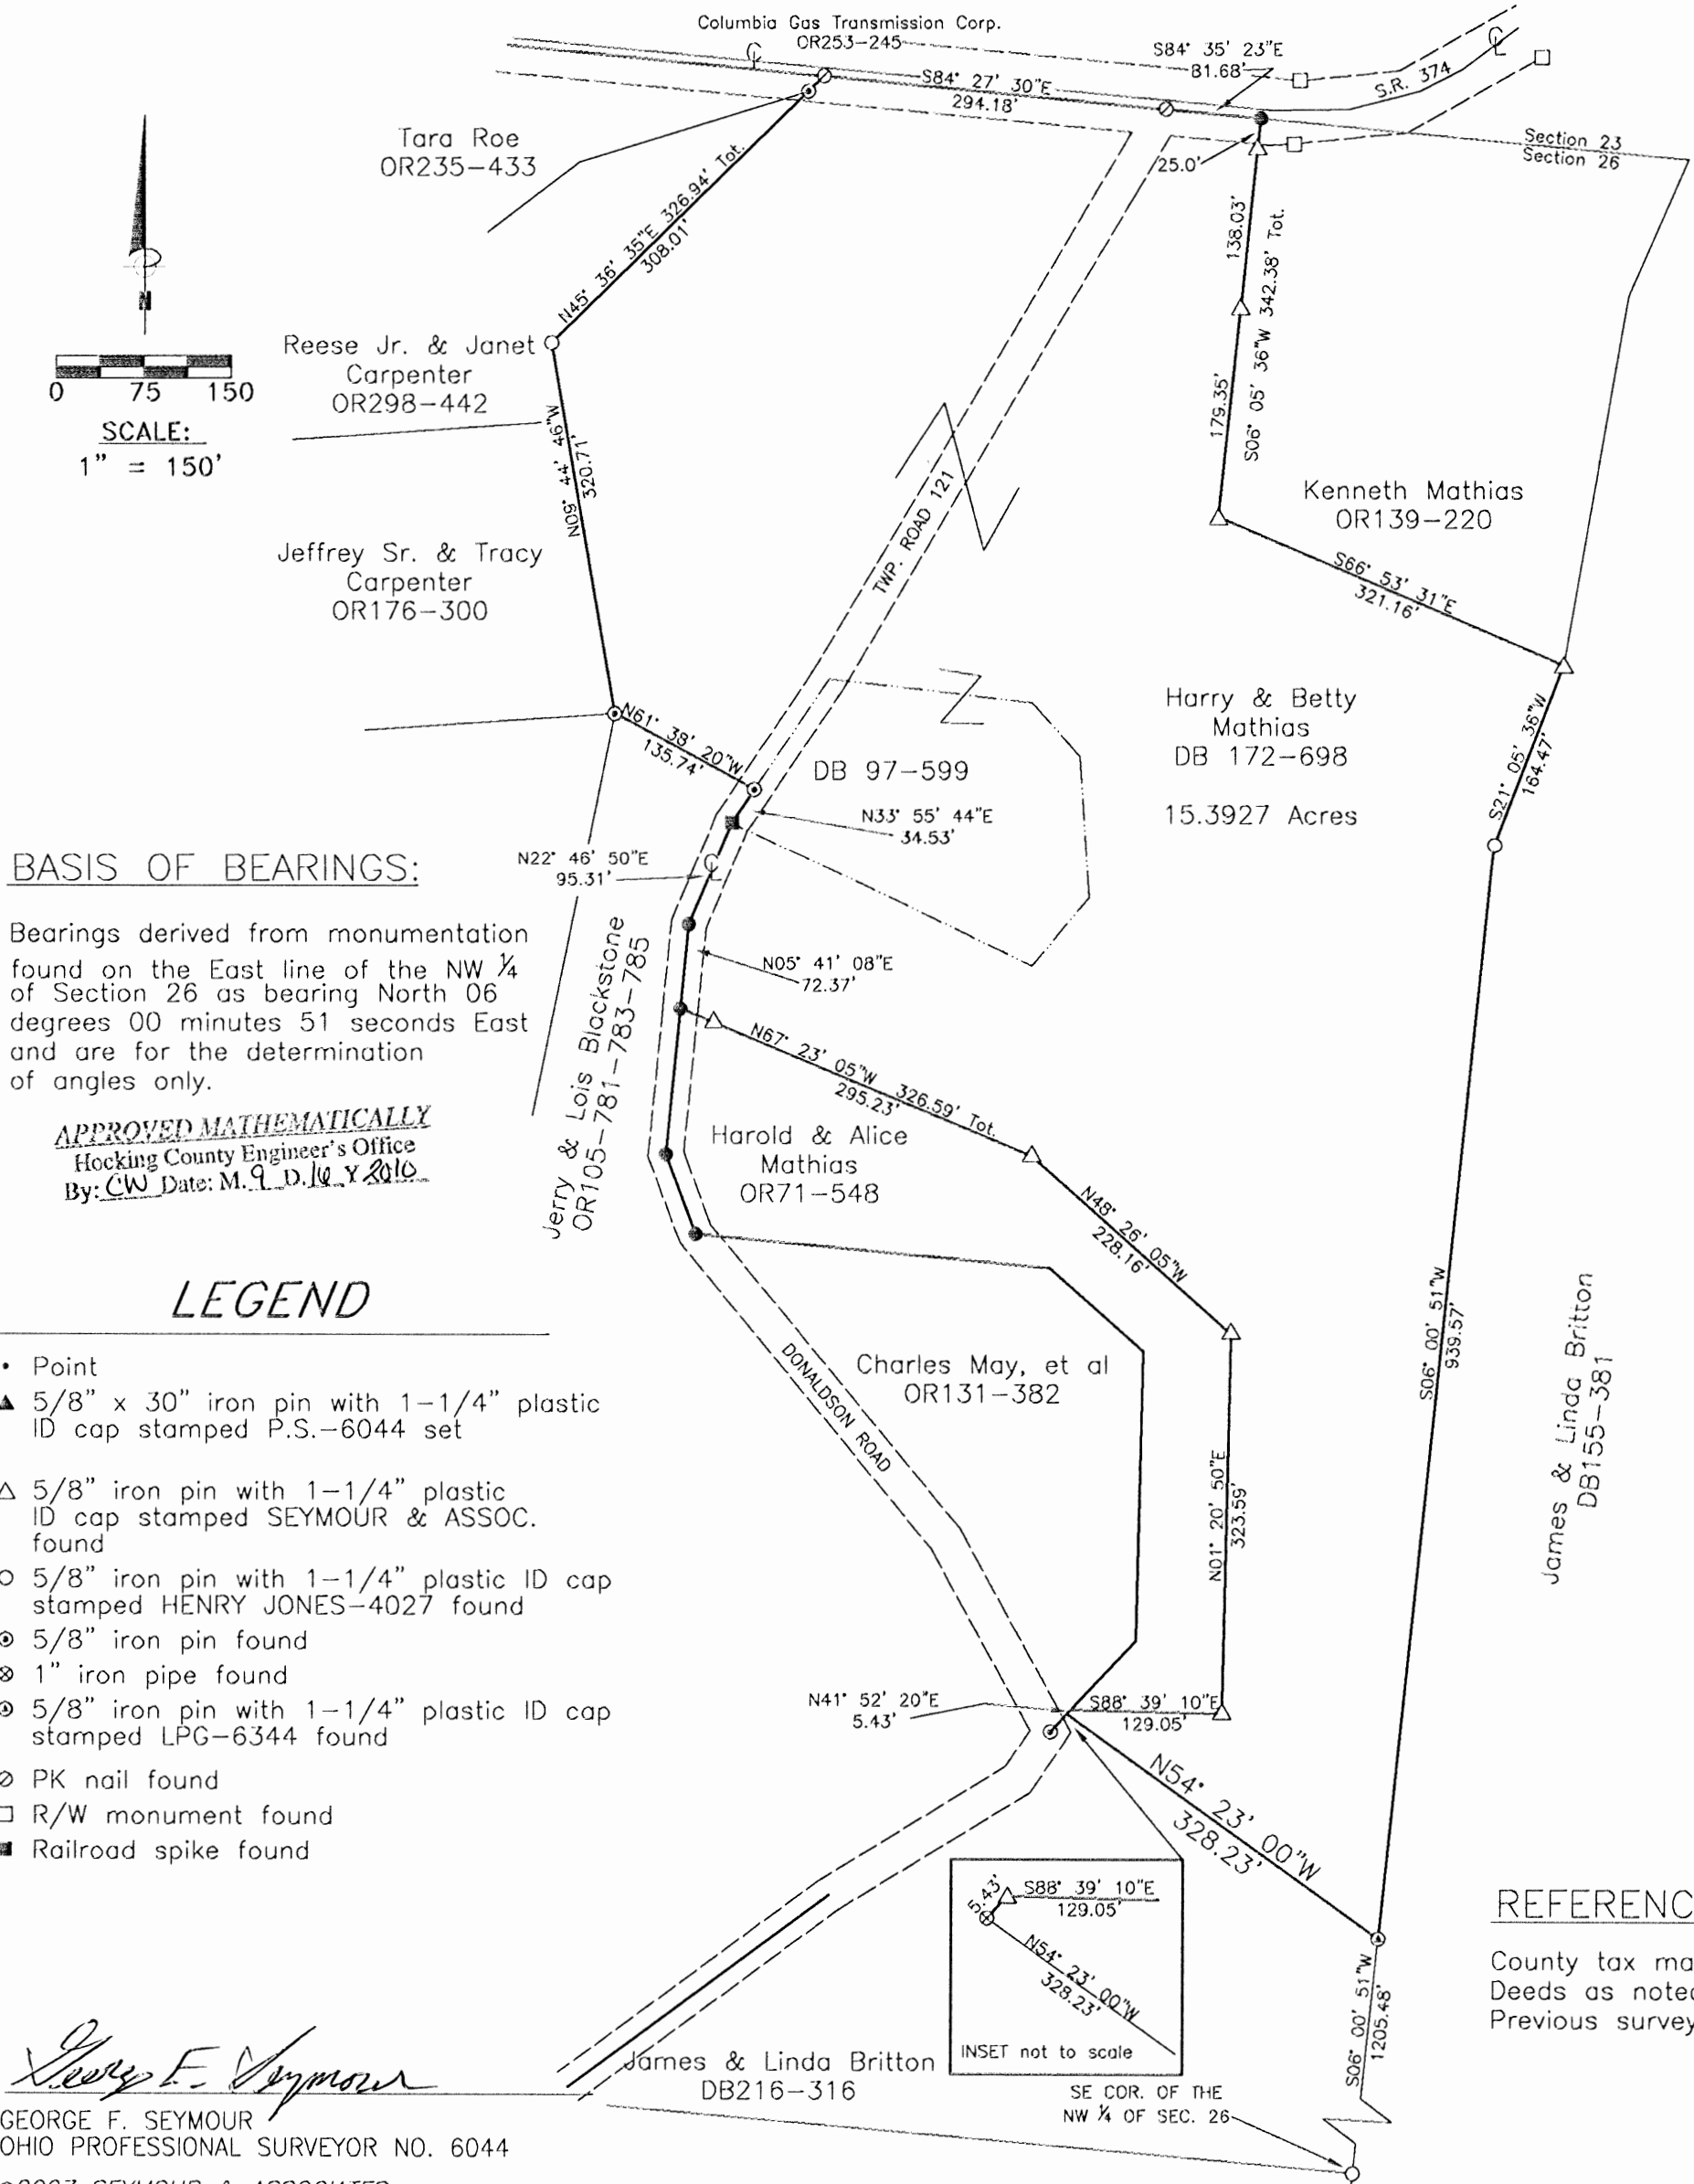 Columbia Gas Transmission Corp.
OR253-245
S84° 35' 23"E
81.68'
S84° 27' 30"E
294.18'
S.R. 374
Section 23
Section 26
Tara Roe
OR235-433
25.0'
N45° 36' 35"E 326.94' Tot.
308.01'
138.03'
S06° 05' 36"W 342.38' Tot.
179.35'
N
0 75 150
SCALE:
1" = 150'
Reese Jr. & Janet
Carpenter
OR298-442
N09° 44' 46"W
320.71'
TWP. ROAD 121
Kenneth Mathias
OR139-220
S66° 53' 31"E
321.16'
Jeffrey Sr. & Tracy
Carpenter
OR176-300
N61° 38' 20"W
135.74'
DB 97-599
Harry & Betty
Mathias
DB 172-698
15.3927 Acres
S21° 05' 36"W
164.47'
N33° 55' 44"E
34.53'
N22° 46' 50"E
95.31'
BASIS OF BEARINGS:
Bearings derived from monumentation
found on the East line of the NW ¼
of Section 26 as bearing North 06
degrees 00 minutes 51 seconds East
and are for the determination
of angles only.
APPROVED MATHEMATICALLY
Hocking County Engineer's Office
By: CW Date: M. 9 D. 16 Y 2010
Jerry & Lois Blackstone
OR105-781-783-785
N05° 41' 08"E
72.37'
N67° 23' 05"W 326.59' Tot.
295.23'
Harold & Alice
Mathias
OR71-548
N48° 26' 05"W
228.16'
S06° 00' 51"W
939.57'
James & Linda Britton
DB155-381
LEGEND
Point
5/8" x 30" iron pin with 1-1/4" plastic
ID cap stamped P.S.-6044 set
5/8" iron pin with 1-1/4" plastic
ID cap stamped SEYMOUR & ASSOC.
found
5/8" iron pin with 1-1/4" plastic ID cap
stamped HENRY JONES-4027 found
5/8" iron pin found
1" iron pipe found
5/8" iron pin with 1-1/4" plastic ID cap
stamped LPG-6344 found
PK nail found
R/W monument found
Railroad spike found
DONALDSON ROAD
Charles May, et al
OR131-382
N01° 20' 50"E
323.59'
N41° 52' 20"E
5.43'
S88° 39' 10"E
129.05'
N54° 23' 00"W
328.23'
5.43'
S88° 39' 10"E
129.05'
N54° 23' 00"W
328.23'
INSET not to scale
REFERENC
County tax ma
Deeds as note
Previous survey
S06° 00' 51"W
1205.48'
James & Linda Britton
DB216-316
SE COR. OF THE
NW ¼ OF SEC. 26
George F. Seymour
GEORGE F. SEYMOUR
OHIO PROFESSIONAL SURVEYOR NO. 6044